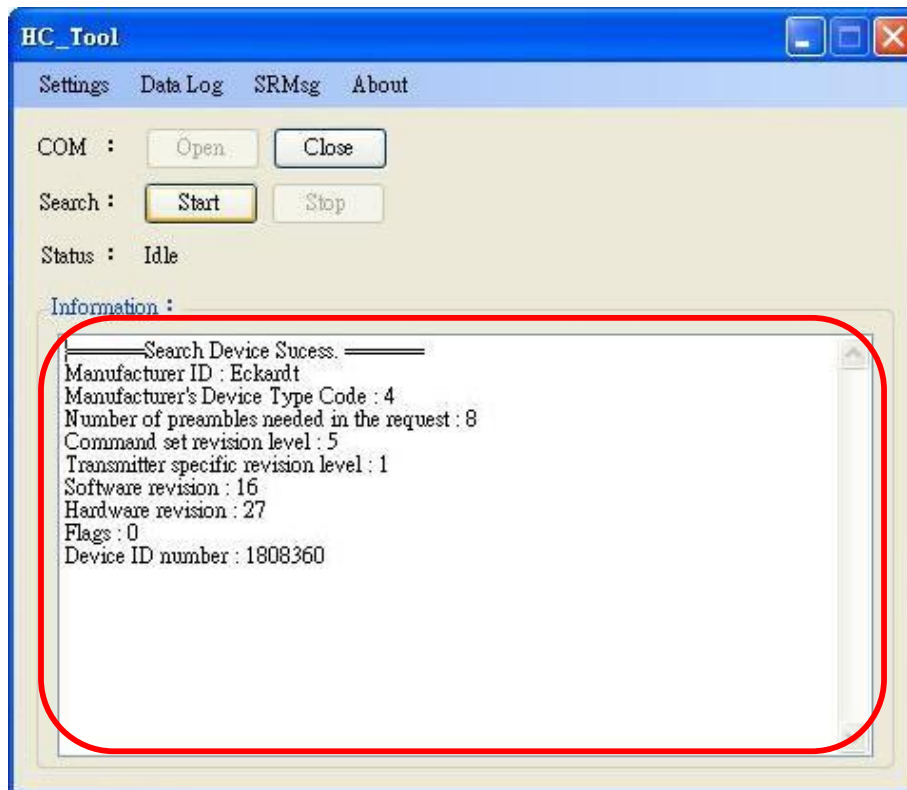 HC_Tool
Settings Data Log SRMsg About
COM : Open Close
Search : Start Stop
Status : Idle
Information :
======Search Device Sucess. ======
Manufacturer ID : Eckardt
Manufacturer's Device Type Code : 4
Number of preambles needed in the request : 8
Command set revision level : 5
Transmitter specific revision level : 1
Software revision : 16
Hardware revision : 27
Flags : 0
Device ID number : 1808360